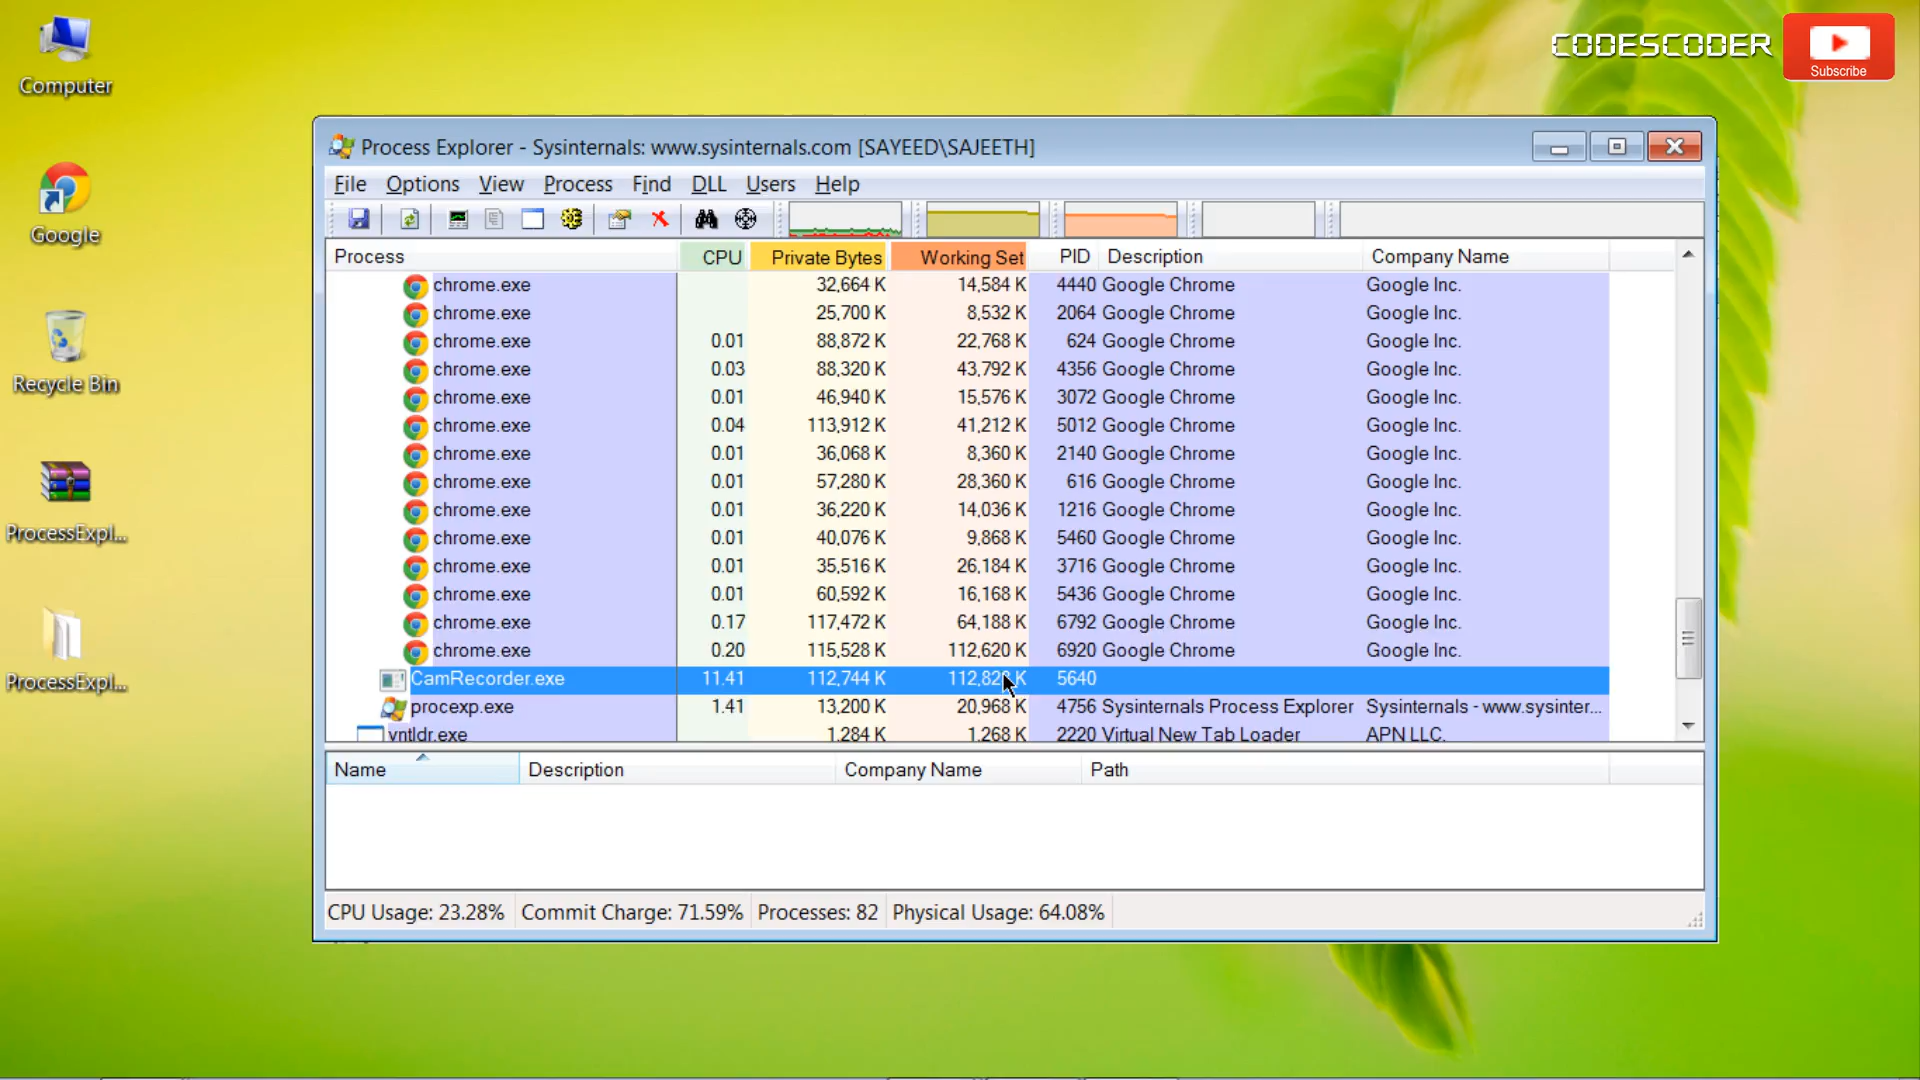 CODESCODER
Subscribe
Computer
Google
Recycle Bin
ProcessExpl...
ProcessExpl...
Process Explorer - Sysinternals: www.sysinternals.com [SAYEED\SAJEETH]
File Options View Process Find DLL Users Help
Process CPU Private Bytes Working Set PID Description Company Name
chrome.exe 32,664 K 14,584 K 4440 Google Chrome Google Inc.
chrome.exe 25,700 K 8,532 K 2064 Google Chrome Google Inc.
chrome.exe 0.01 88,872 K 22,768 K 624 Google Chrome Google Inc.
chrome.exe 0.03 88,320 K 43,792 K 4356 Google Chrome Google Inc.
chrome.exe 0.01 46,940 K 15,576 K 3072 Google Chrome Google Inc.
chrome.exe 0.04 113,912 K 41,212 K 5012 Google Chrome Google Inc.
chrome.exe 0.01 36,068 K 8,360 K 2140 Google Chrome Google Inc.
chrome.exe 0.01 57,280 K 28,360 K 616 Google Chrome Google Inc.
chrome.exe 0.01 36,220 K 14,036 K 1216 Google Chrome Google Inc.
chrome.exe 0.01 40,076 K 9,868 K 5460 Google Chrome Google Inc.
chrome.exe 0.01 35,516 K 26,184 K 3716 Google Chrome Google Inc.
chrome.exe 0.01 60,592 K 16,168 K 5436 Google Chrome Google Inc.
chrome.exe 0.17 117,472 K 64,188 K 6792 Google Chrome Google Inc.
chrome.exe 0.20 115,528 K 112,620 K 6920 Google Chrome Google Inc.
CamRecorder.exe 11.41 112,744 K K 5640
procexp.exe 1.41 13,200 K 20,968 K 4756 Sysinternals Process Explorer Sysinternals - www.sysinter...
vntldr.exe 1,284 K 1,268 K 2220 Virtual New Tab Loader APN LLC.
Name Description Company Name Path
CPU Usage: 23.28% Commit Charge: 71.59% Processes: 82 Physical Usage: 64.08%